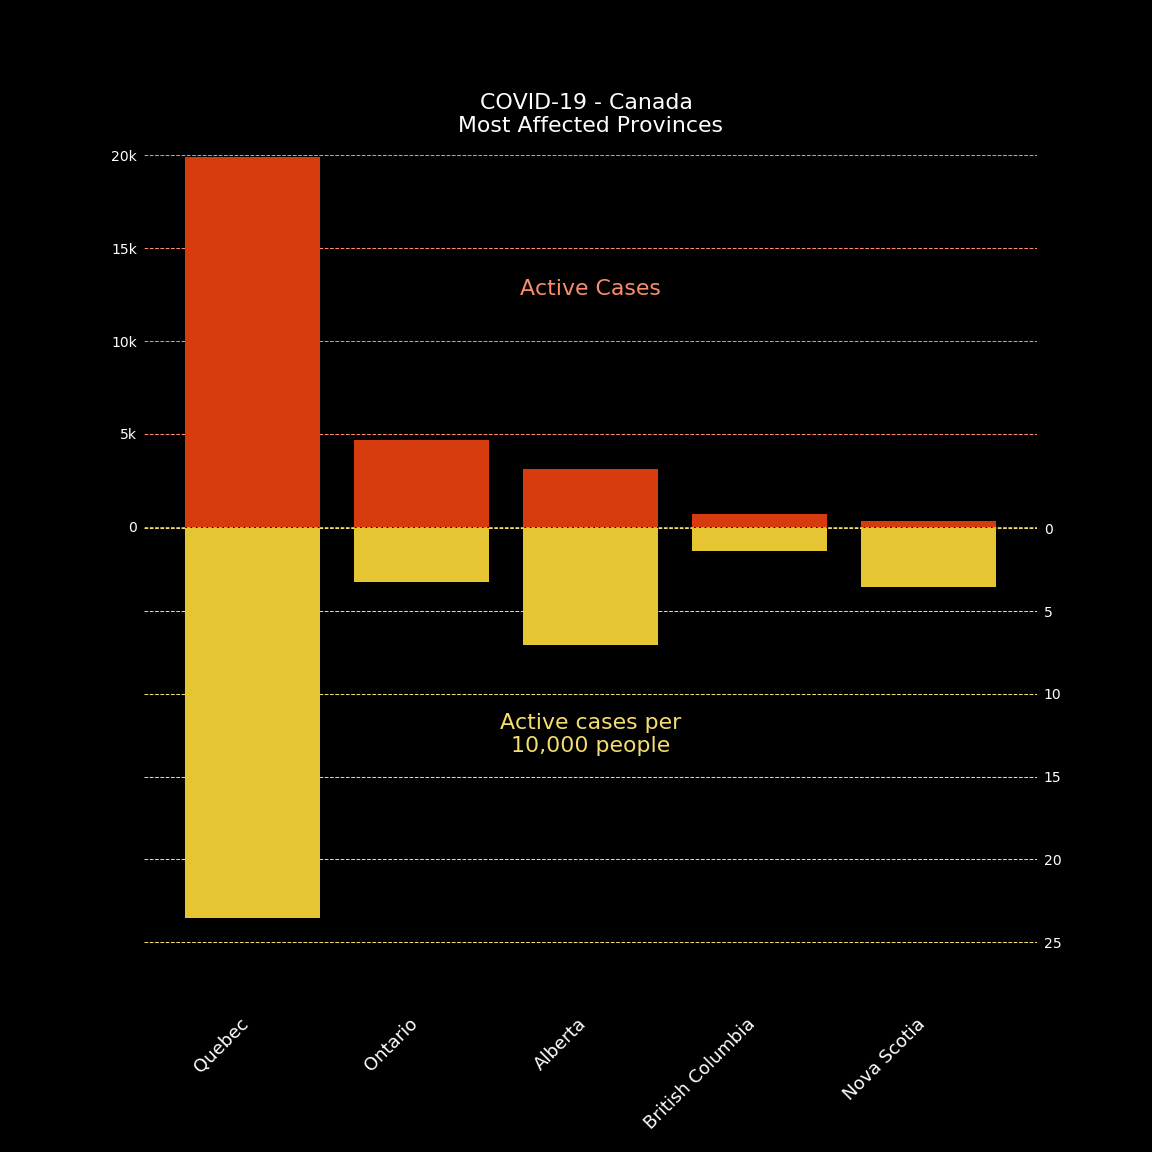 COVID-19 - Canada
Most Affected Provinces
20k
15k
Active Cases
10k
5k
0
0
5
10
Active cases per
10,000 people
15
20
25
Quebec
Ontario
Alberta
British Columbia
Nova Scotia